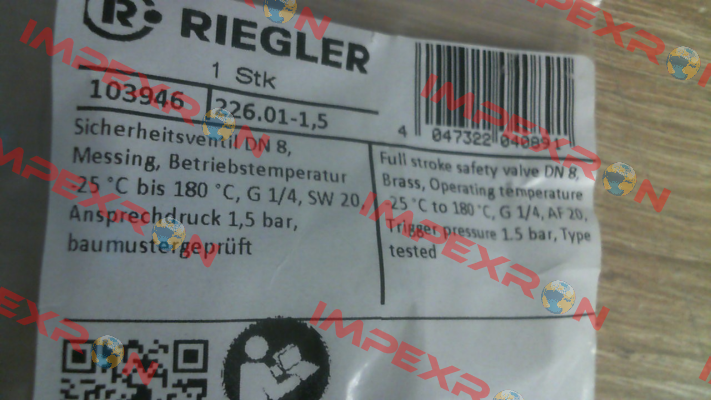 RIEGLER
1 Stk
103946
226.01-1,5
4 047322 040891
Sicherheitsventil DN 8,
Messing, Betriebstemperatur
-25 °C bis 180 °C, G 1/4, SW 20,
Ansprechdruck 1,5 bar,
baumustergeprüft
Full stroke safety valve DN 8,
Brass, Operating temperature
-25 °C to 180 °C, G 1/4, AF 20,
Trigger pressure 1.5 bar, Type
tested
IMPEXRON
IMPEXRON
IMPEXRON
IMPEXRON
IMPEXRON